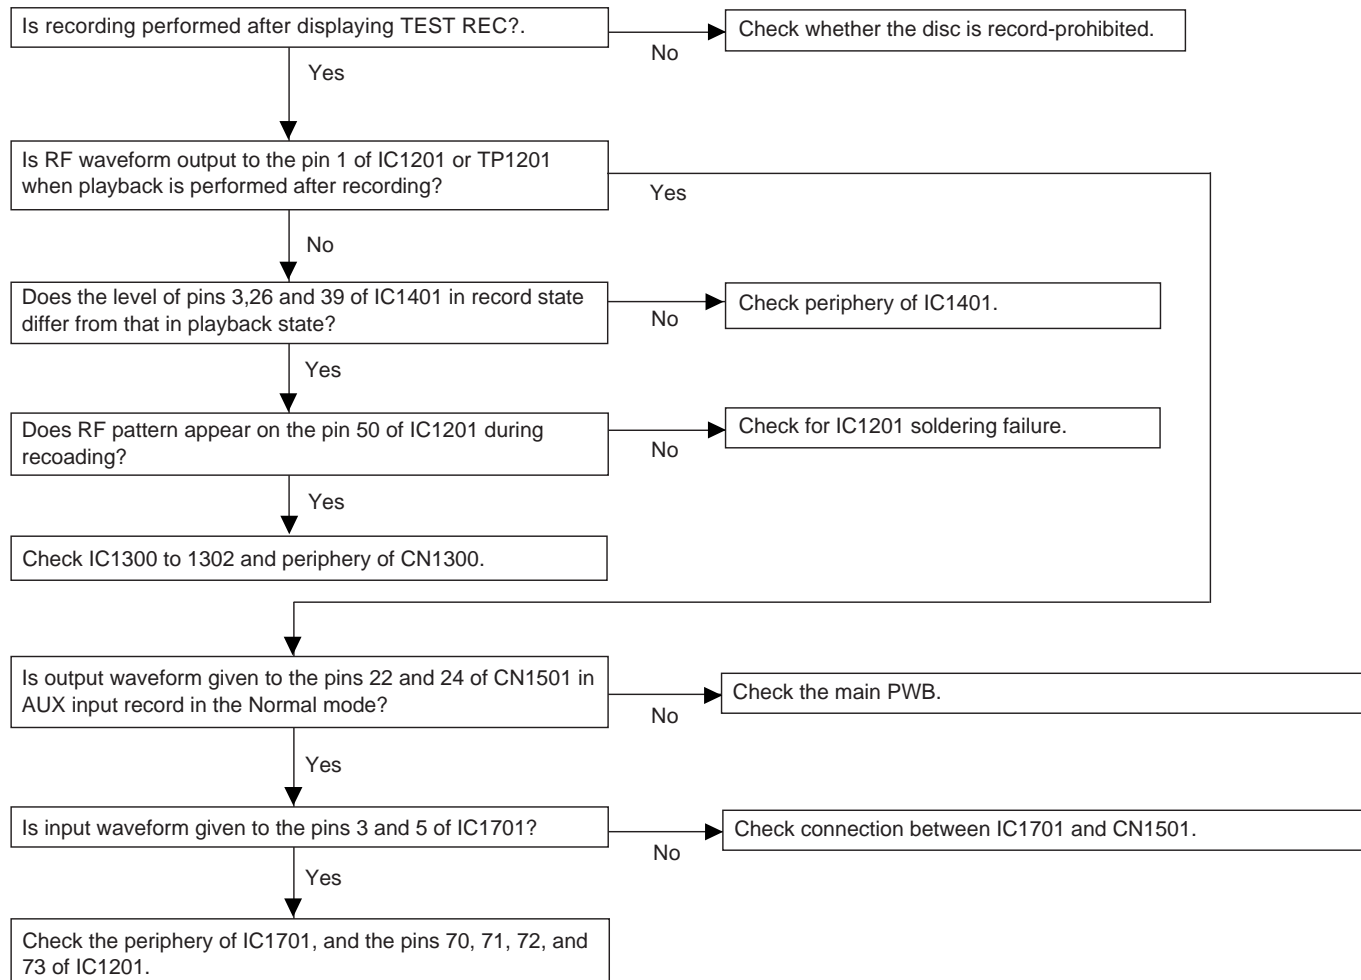 Is recording performed after displaying TEST REC?.
No
Check whether the disc is record-prohibited.
Yes
Is RF waveform output to the pin 1 of IC1201 or TP1201
when playback is performed after recording?
Yes
No
Does the level of pins 3,26 and 39 of IC1401 in record state
differ from that in playback state?
No
Check periphery of IC1401.
Yes
Does RF pattern appear on the pin 50 of IC1201 during
recoading?
No
Check for IC1201 soldering failure.
Yes
Check IC1300 to 1302 and periphery of CN1300.
Is output waveform given to the pins 22 and 24 of CN1501 in
AUX input record in the Normal mode?
No
Check the main PWB.
Yes
Is input waveform given to the pins 3 and 5 of IC1701?
No
Check connection between IC1701 and CN1501.
Yes
Check the periphery of IC1701, and the pins 70, 71, 72, and
73 of IC1201.